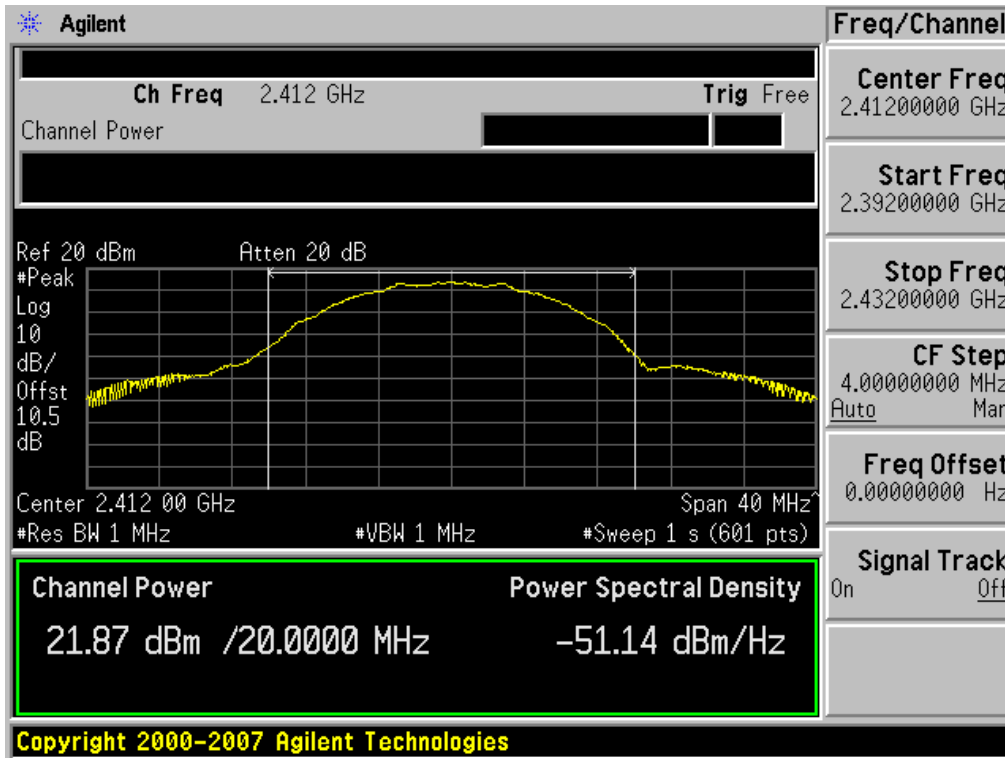 Agilent
Freq/Channel
Ch Freq 2.412 GHz Trig Free
Channel Power
Ref 20 dBm Atten 20 dB
#Peak
Log
10
dB/
Offst
10.5
dB
Center 2.412 00 GHz Span 40 MHz^
#Res BW 1 MHz #VBW 1 MHz #Sweep 1 s (601 pts)
Channel Power Power Spectral Density
21.87 dBm /20.0000 MHz -51.14 dBm/Hz
Copyright 2000-2007 Agilent Technologies
Center Freq
2.41200000 GHz
Start Freq
2.39200000 GHz
Stop Freq
2.43200000 GHz
CF Step
4.00000000 MHz
Auto Man
Freq Offset
0.00000000 Hz
Signal Track
On Off